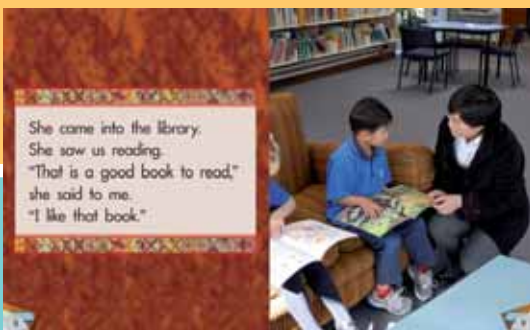 She came into the library.
She saw us reading.
"That is a good book to read,"
she said to me.
"I like that book."